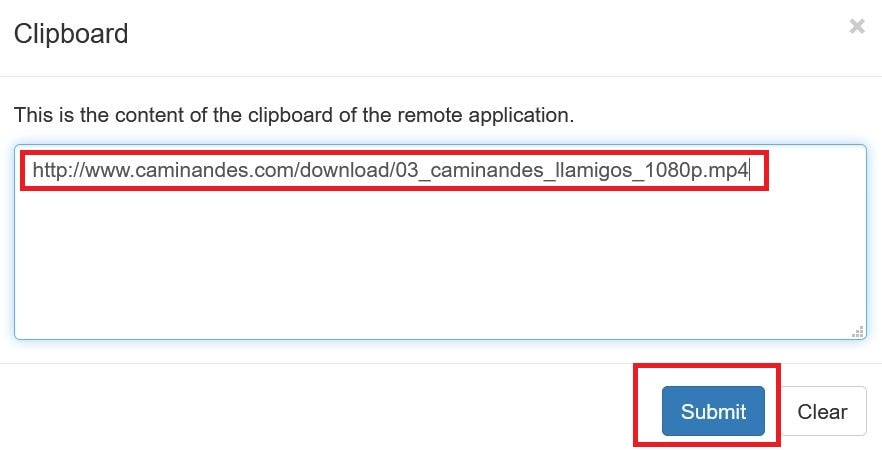 Clipboard ×
This is the content of the clipboard of the remote application.
http://www.caminandes.com/download/03_caminandes_llamigos_1080p.mp4
Submit Clear